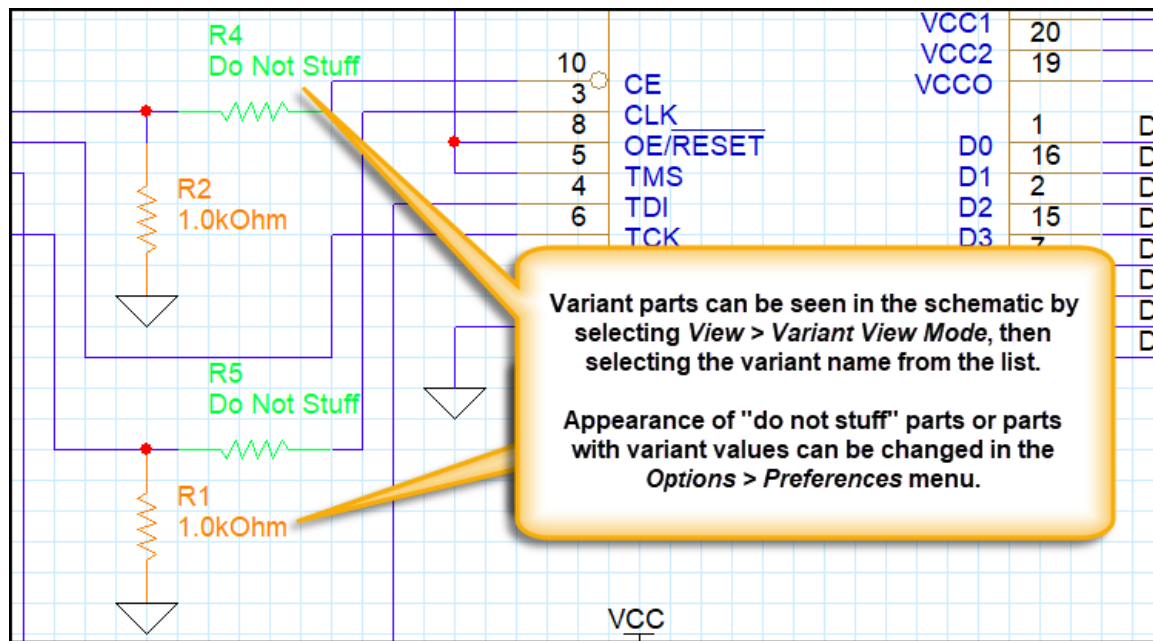 R4
Do Not Stuff
R2
1.0kOhm
R5
Do Not Stuff
R1
1.0kOhm
10
3
8
5
4
6
CE
CLK
OE/RESET
TMS
TDI
TCK
VCC1
VCC2
VCCO
20
19
D0
D1
D2
D3
1
16
2
15
7
D
D
D
D
D
D
D
D
Variant parts can be seen in the schematic by
selecting View > Variant View Mode, then
selecting the variant name from the list.
Appearance of "do not stuff" parts or parts
with variant values can be changed in the
Options > Preferences menu.
VCC